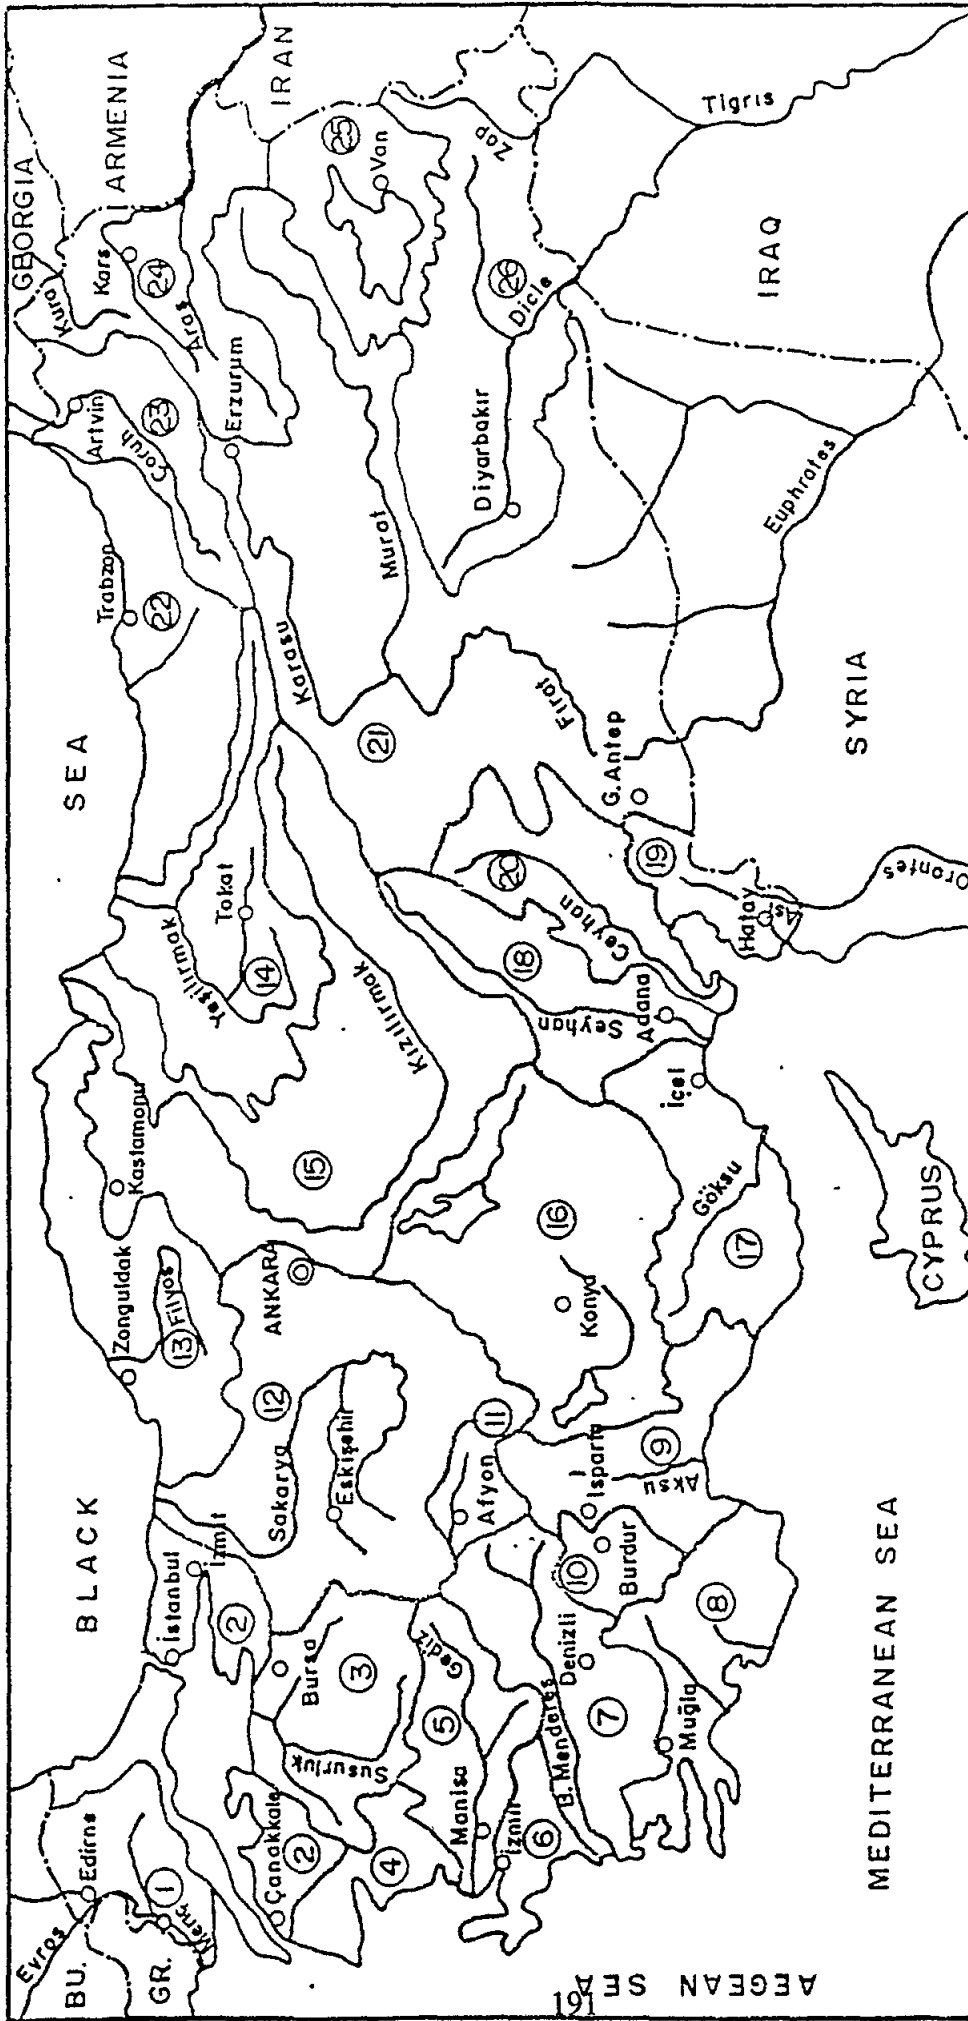 BLACK
SEA
GEORGIA
ARMENIA
IRAN
IRAQ
SYRIA
CYPRUS
MEDITERRANEAN SEA
AEGEAN SEA
BU.
GR.
Evros
Edirne
1
Meriç
İstanbul
İzmit
2
Çanakkale
2
Bursa
3
Susurluk
4
Gediz
5
Manisa
İzmir
6
B. Menderes
Denizli
7
Muğla
8
Aksu
9
Isparta
Burdur
10
Afyon
11
Sakarya
12
Eskişehir
ANKARA
Zonguldak
13
Filyos
Kastamonu
Yeşilırmak
Tokat
14
Kızılırmak
15
16
Konya
Göksu
17
İçel
Seyhan
Adana
18
Ceyhan
20
19
Hatay
Asi
Orontes
G.Antep
Fırat
21
Karasu
Murat
Trabzon
22
Artvin
Çoruh
23
Kura
Kars
24
Aras
Erzurum
25
Van
Zap
26
Dicle
Diyarbakır
Tigris
Euphrates
191